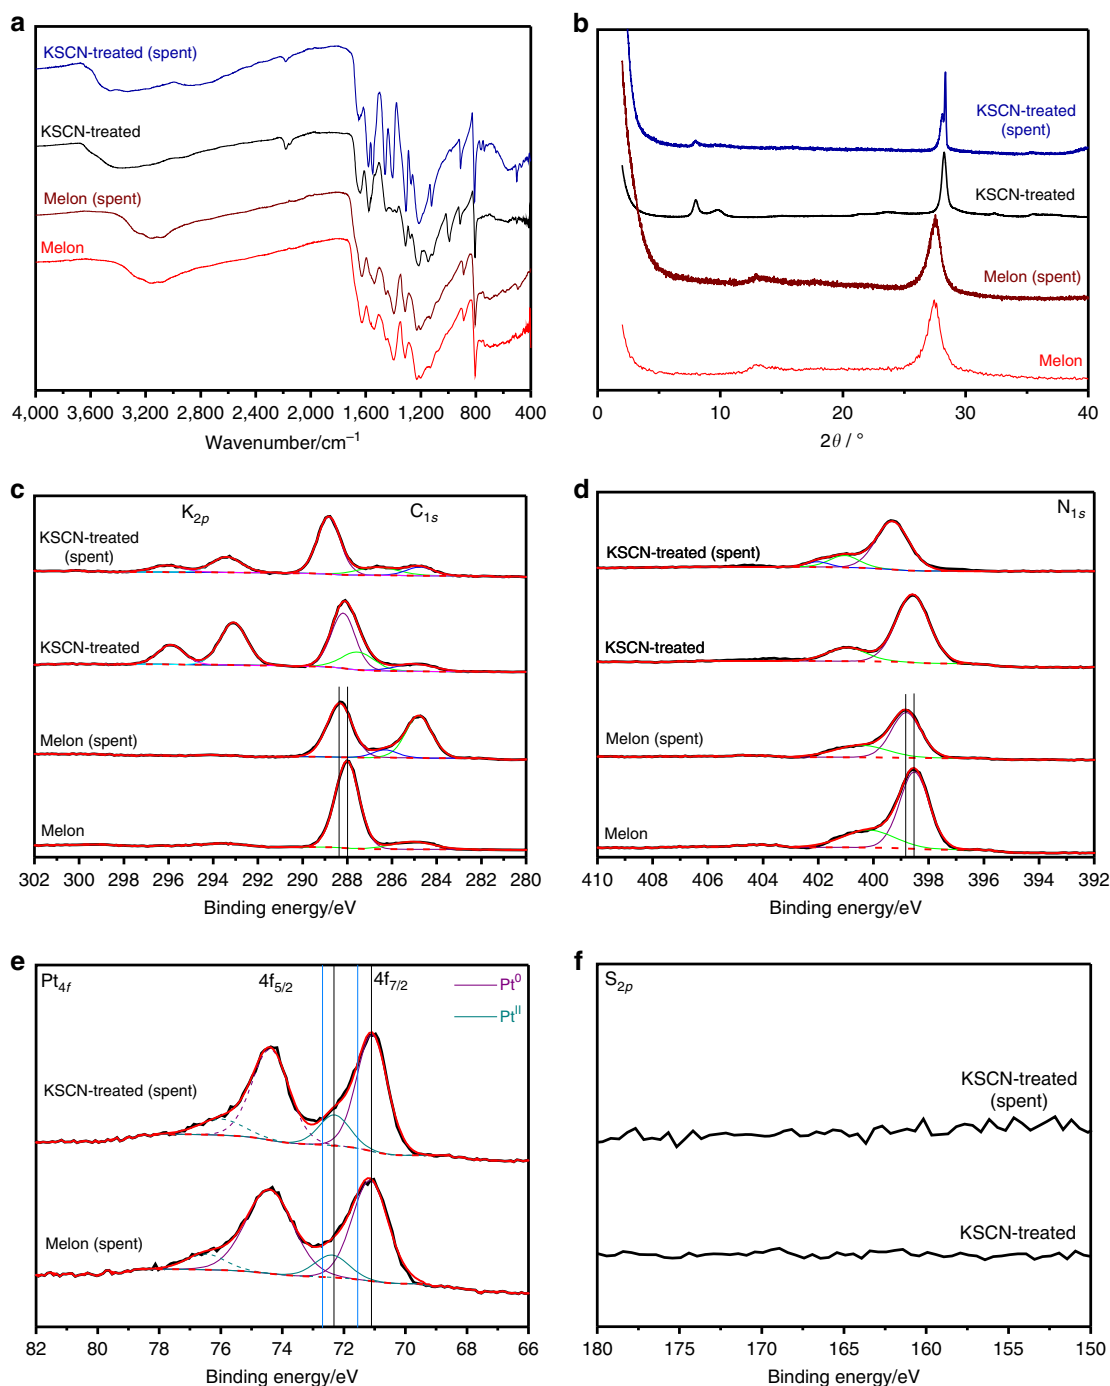 a
KSCN-treated (spent)
KSCN-treated
Melon (spent)
Melon
4,000 3,600 3,200 2,800 2,400 2,000 1,600 1,200 800 400
Wavenumber/cm⁻¹
b
KSCN-treated
(spent)
KSCN-treated
Melon (spent)
Melon
0 10 20 30 40
2θ / °
c
K2p C1s
KSCN-treated
(spent)
KSCN-treated
Melon (spent)
Melon
302 300 298 296 294 292 290 288 286 284 282 280
Binding energy/eV
d
N1s
KSCN-treated (spent)
KSCN-treated
Melon (spent)
Melon
410 408 406 404 402 400 398 396 394 392
Binding energy/eV
e
Pt4f 4f5/2 4f7/2 Pt⁰
Ptᴵᴵ
KSCN-treated (spent)
Melon (spent)
82 80 78 76 74 72 70 68 66
Binding energy/eV
f
S2p
KSCN-treated
(spent)
KSCN-treated
180 175 170 165 160 155 150
Binding energy/eV